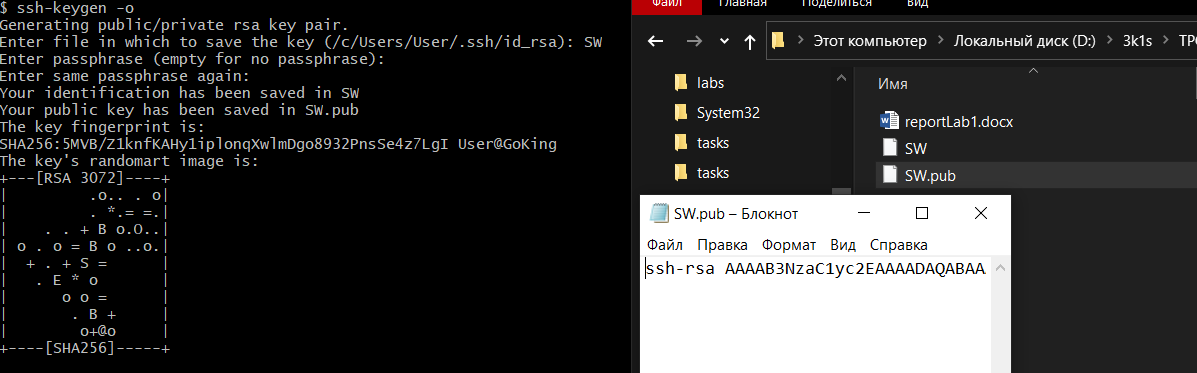 $ ssh-keygen -o
Generating public/private rsa key pair.
Enter file in which to save the key (/c/Users/User/.ssh/id_rsa): SW
Enter passphrase (empty for no passphrase):
Enter same passphrase again:
Your identification has been saved in SW
Your public key has been saved in SW.pub
The key fingerprint is:
SHA256:5MVB/Z1knfKAHy1iplonqXwlmDgo8932PnsSe4z7LgI User@GoKing
The key's randomart image is:
+---[RSA 3072]----+
|          .o.. . o|
|          . *.= =.|
|     . . + B o.O..|
| o . o = B o ..o.|
|  + . + S =       |
|   . E * o        |
|      o o =       |
|       . B +      |
|        o+@o      |
+----[SHA256]-----+
Файл Главная Поделиться Вид
Этот компьютер > Локальный диск (D:) > 3k1s >
labs
System32
tasks
tasks
Имя
reportLab1.docx
SW
SW.pub
SW.pub – Блокнот
Файл Правка Формат Вид Справка
ssh-rsa AAAAB3NzaC1yc2EAAAADAQABAA